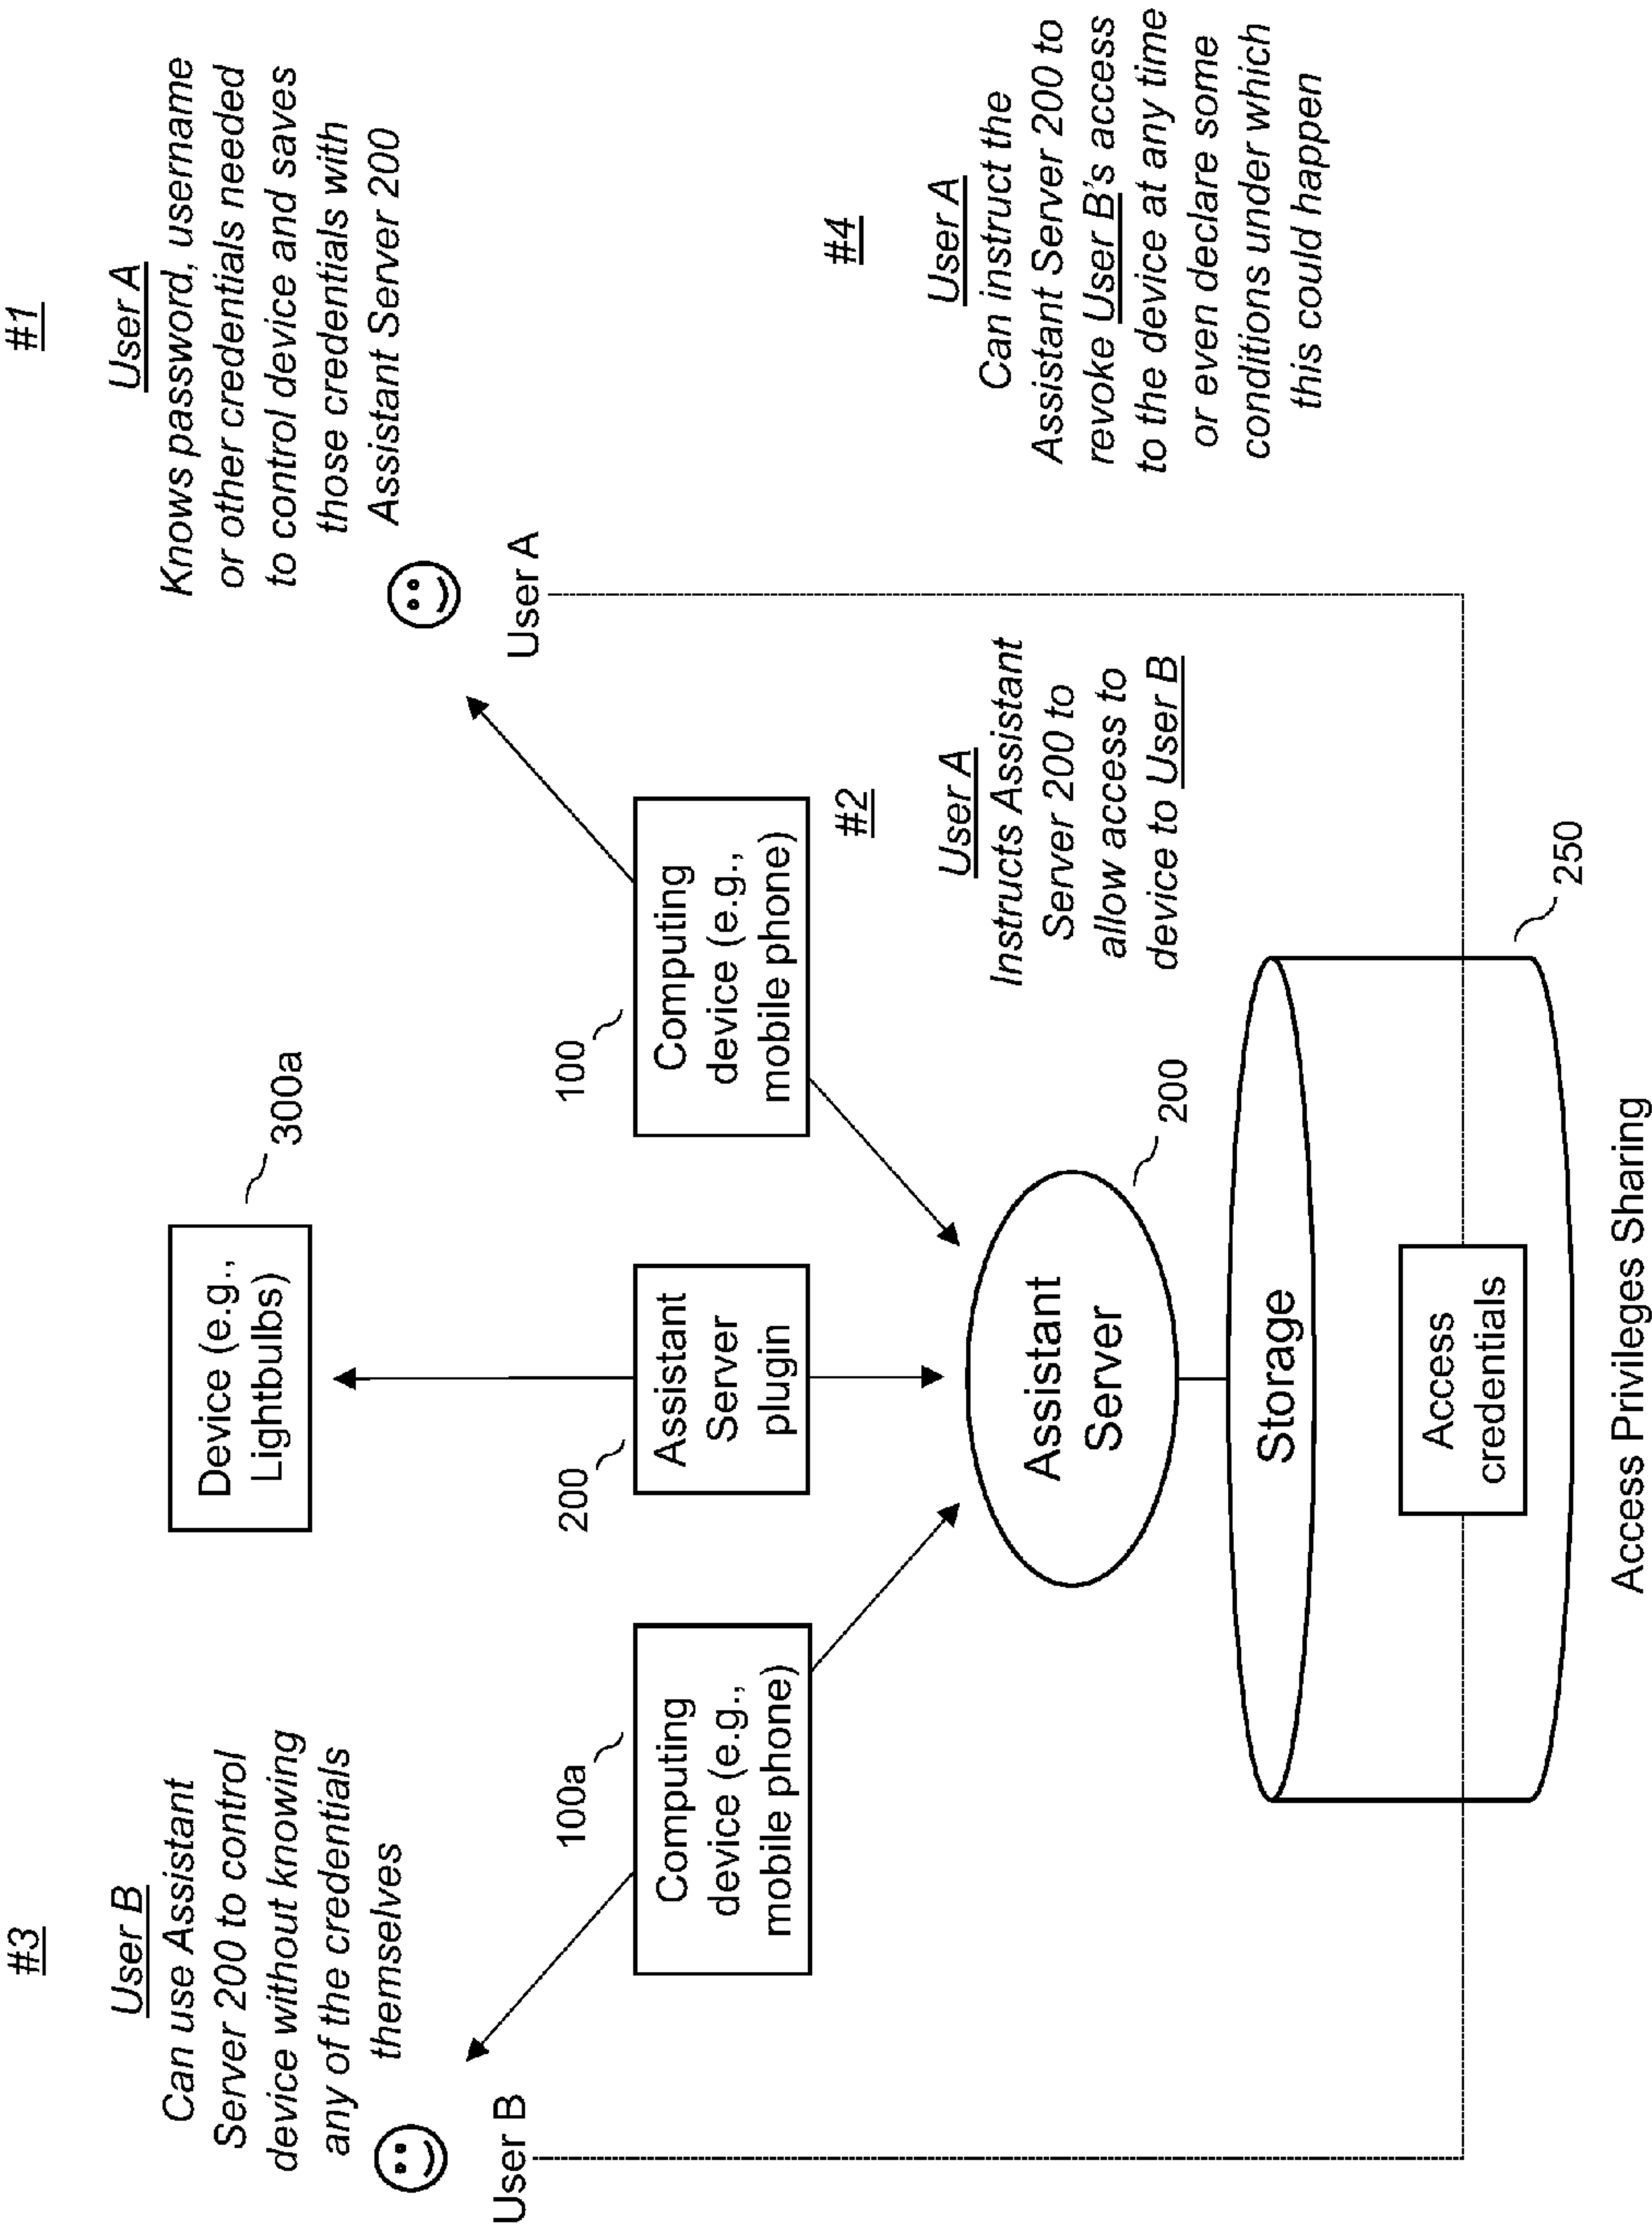 #3
User B
Can use Assistant
Server 200 to control
device without knowing
any of the credentials
themselves
User B
#1
User A
Knows password, username
or other credentials needed
to control device and saves
those credentials with
Assistant Server 200
User A
Device (e.g.,
Lightbulbs)
300a
100a
Computing
device (e.g.,
mobile phone)
200
Assistant
Server
plugin
100
Computing
device (e.g.,
mobile phone)
#2
User A
Instructs Assistant
Server 200 to
allow access to
device to User B
#4
User A
Can instruct the
Assistant Server 200 to
revoke User B's access
to the device at any time
or even declare some
conditions under which
this could happen
Assistant
Server
200
Storage
250
Access
credentials
Access Privileges Sharing